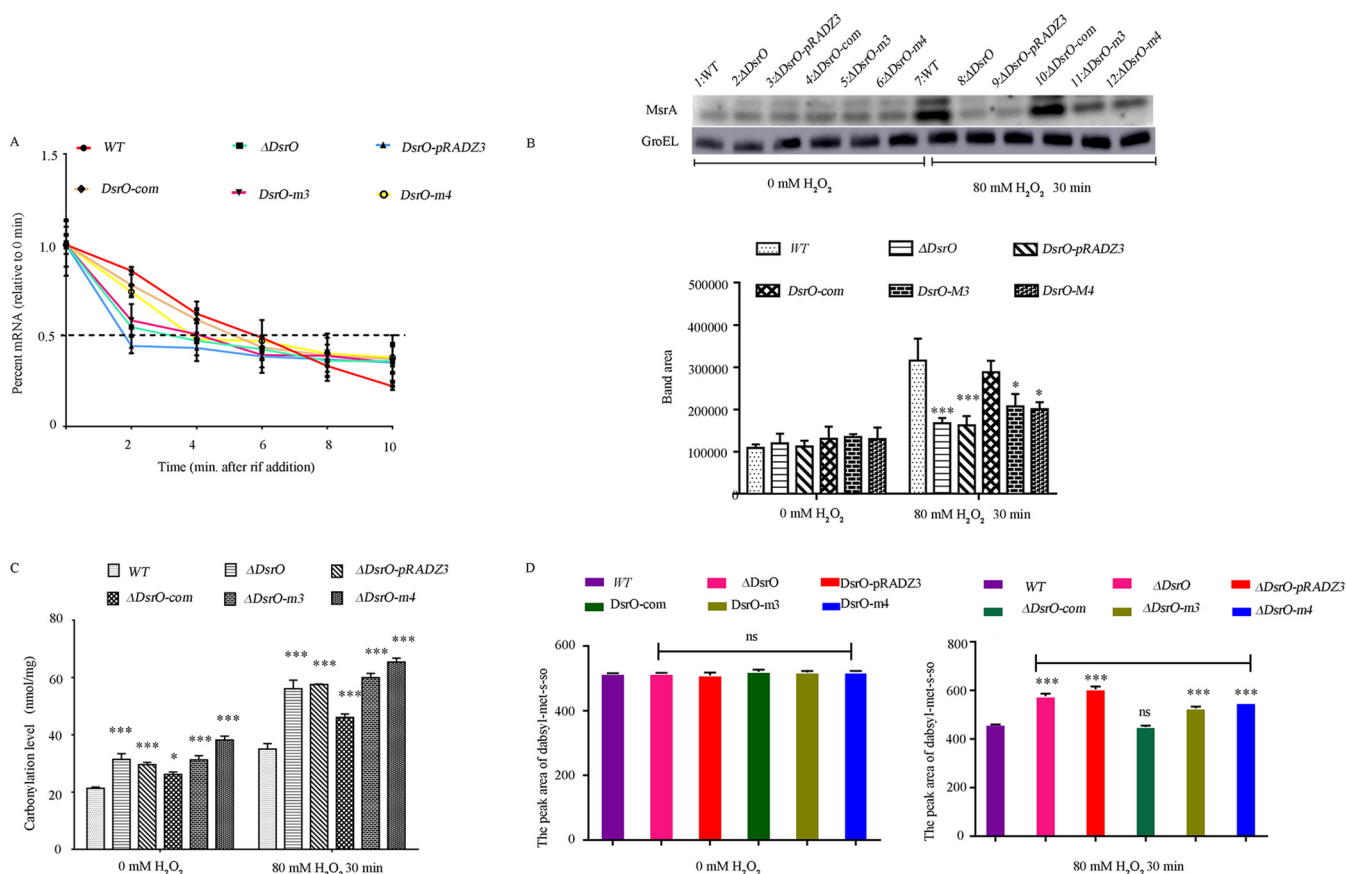 1:WT
2:ΔDsrO
3:ΔDsrO-pRADZ3
4:ΔDsrO-com
5:ΔDsrO-m3
6:ΔDsrO-m4
7:WT
8:ΔDsrO
9:ΔDsrO-pRADZ3
10:ΔDsrO-com
11:ΔDsrO-m3
12:ΔDsrO-m4
MsrA
GroEL
0 mM H₂O₂
80 mM H₂O₂ 30 min
A
WT
ΔDsrO
DsrO-pRADZ3
DsrO-com
DsrO-m3
DsrO-m4
Percent mRNA (relative to 0 min)
1.5
1.0
0.5
0
2
4
6
8
10
Time (min. after rif addition)
B
WT
ΔDsrO
DsrO-pRADZ3
DsrO-com
DsrO-M3
DsrO-M4
Band area
500000
400000
300000
200000
100000
0
***
***
*
*
0 mM H₂O₂
80 mM H₂O₂ 30 min
C
WT
ΔDsrO
ΔDsrO-pRADZ3
ΔDsrO-com
ΔDsrO-m3
ΔDsrO-m4
Carbonylation level (nmol/mg)
80
60
40
20
0
***
***
*
***
***
***
***
***
***
***
0 mM H₂O₂
80 mM H₂O₂ 30 min
D
WT
ΔDsrO
DsrO-pRADZ3
DsrO-com
DsrO-m3
DsrO-m4
The peak area of dabsyl-met-s-so
600
400
200
0
ns
0 mM H₂O₂
WT
ΔDsrO
ΔDsrO-pRADZ3
ΔDsrO-com
ΔDsrO-m3
ΔDsrO-m4
The peak area of dabsyl-met-s-so
800
600
400
200
0
***
***
ns
***
***
80 mM H₂O₂ 30 min